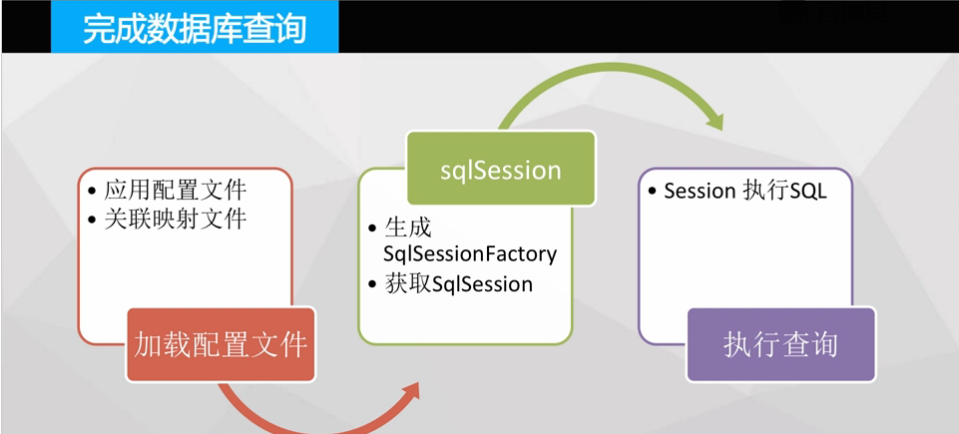 完成数据库查询
• 应用配置文件
• 关联映射文件
加载配置文件
sqlSession
• 生成
SqlSessionFactory
• 获取SqlSession
• Session 执行SQL
执行查询